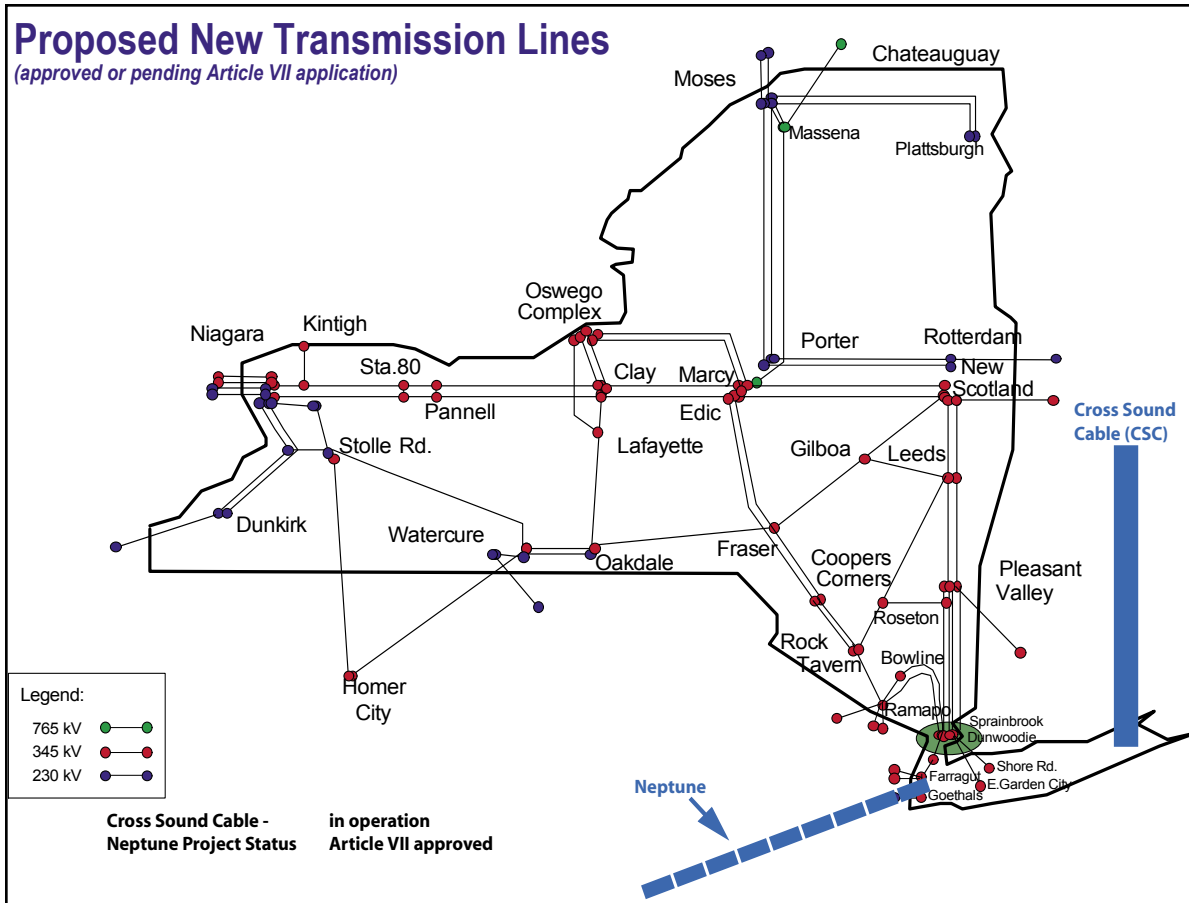 Proposed New Transmission Lines
(approved or pending Article VII application)
Chateauguay
Moses
Massena
Plattsburgh
Oswego
Complex
Niagara
Kintigh
Porter
Rotterdam
Sta.80
Clay
Marcy
New
Scotland
Pannell
Edic
Cross Sound
Cable (CSC)
Stolle Rd.
Lafayette
Gilboa
Leeds
Dunkirk
Watercure
Oakdale
Fraser
Coopers
Corners
Pleasant
Valley
Roseton
Rock
Tavern
Bowline
Homer
City
Ramapo
Legend:
765 kV
345 kV
230 kV
Sprainbrook
Dunwoodie
Shore Rd.
Farragut
E.Garden City
Goethals
Neptune
Cross Sound Cable - in operation
Neptune Project Status Article VII approved